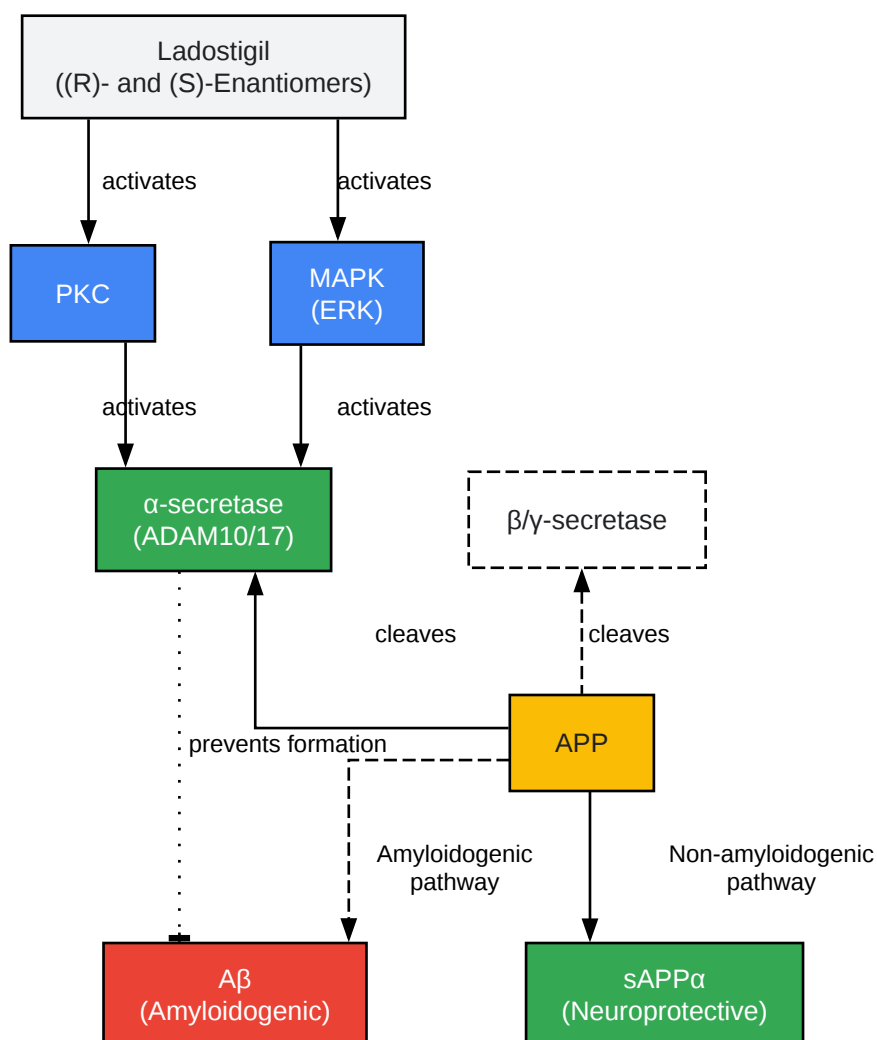 Ladostigil
((R)- and (S)-Enantiomers)
activates
activates
PKC
MAPK
(ERK)
activates
activates
α-secretase
(ADAM10/17)
β/γ-secretase
cleaves
cleaves
APP
prevents formation
Amyloidogenic
pathway
Non-amyloidogenic
pathway
Aβ
(Amyloidogenic)
sAPPα
(Neuroprotective)